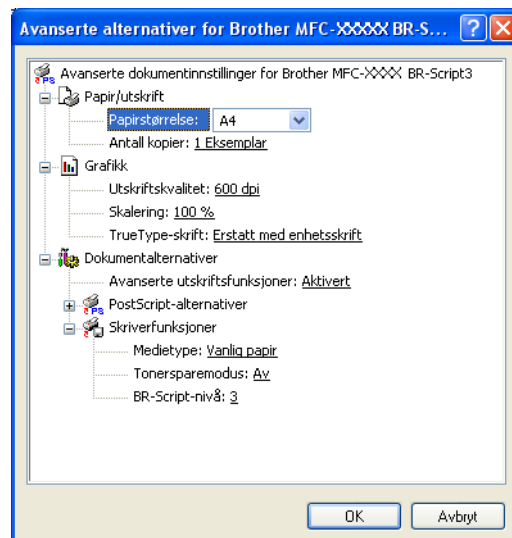 Avanserte alternativer for Brother MFC-XXXXX BR-S...
Avanserte dokumentinnstillinger for Brother MFC-XXXX BR-Script3
Papir/utskrift
Papirstørrelse: A4
Antall kopier: 1 Eksemplar
Grafikk
Utskriftskvalitet: 600 dpi
Skalering: 100 %
TrueType-skrift: Erstatt med enhetsskrift
Dokumentalternativer
Avanserte utskriftsfunksjoner: Aktivert
PostScript-alternativer
Skriverfunksjoner
Medietype: Vanlig papir
Tonersparemodus: Av
BR-Script-nivå: 3
OK Avbryt